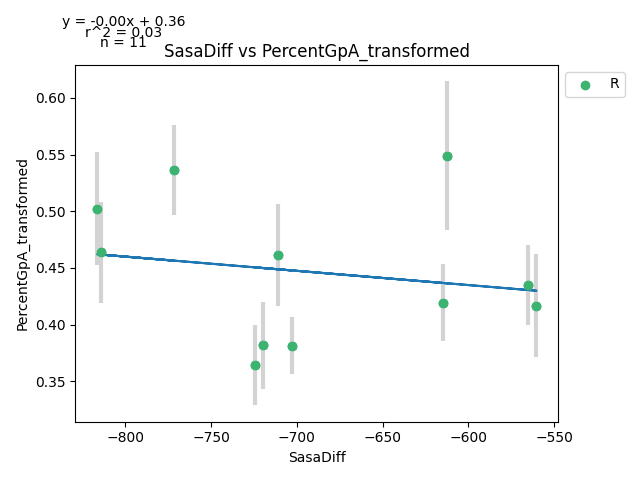 y = -0.00x + 0.36
r^2 = 0.03
n = 11
SasaDiff vs PercentGpA_transformed
R
PercentGpA_transformed
0.60
0.55
0.50
0.45
0.40
0.35
−800
−750
−700
−650
−600
−550
SasaDiff